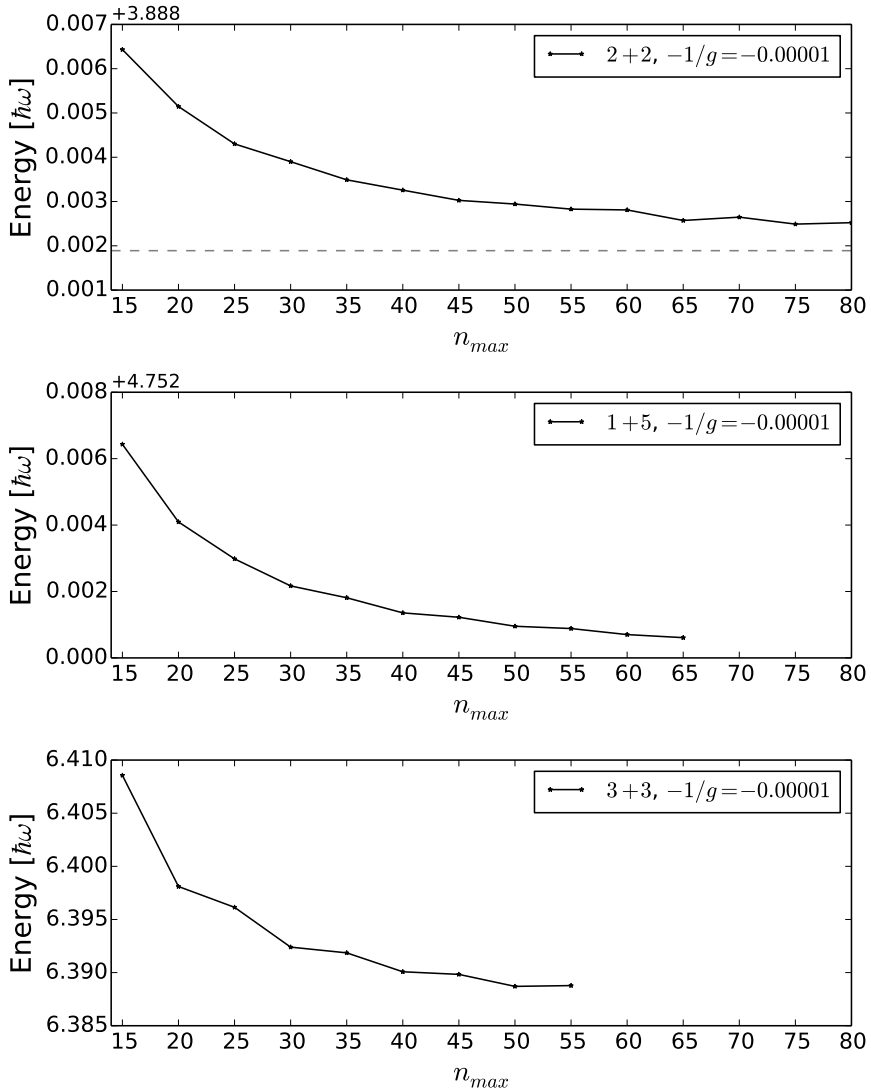 +3.888
0.007
0.006
0.005
0.004
0.003
0.002
0.001
Energy [ħω]
2+2, −1/g=−0.00001
15 20 25 30 35 40 45 50 55 60 65 70 75 80
n_max
+4.752
0.008
0.006
0.004
0.002
0.000
Energy [ħω]
1+5, −1/g=−0.00001
15 20 25 30 35 40 45 50 55 60 65 70 75 80
n_max
6.410
6.405
6.400
6.395
6.390
6.385
Energy [ħω]
3+3, −1/g=−0.00001
15 20 25 30 35 40 45 50 55 60 65 70 75 80
n_max